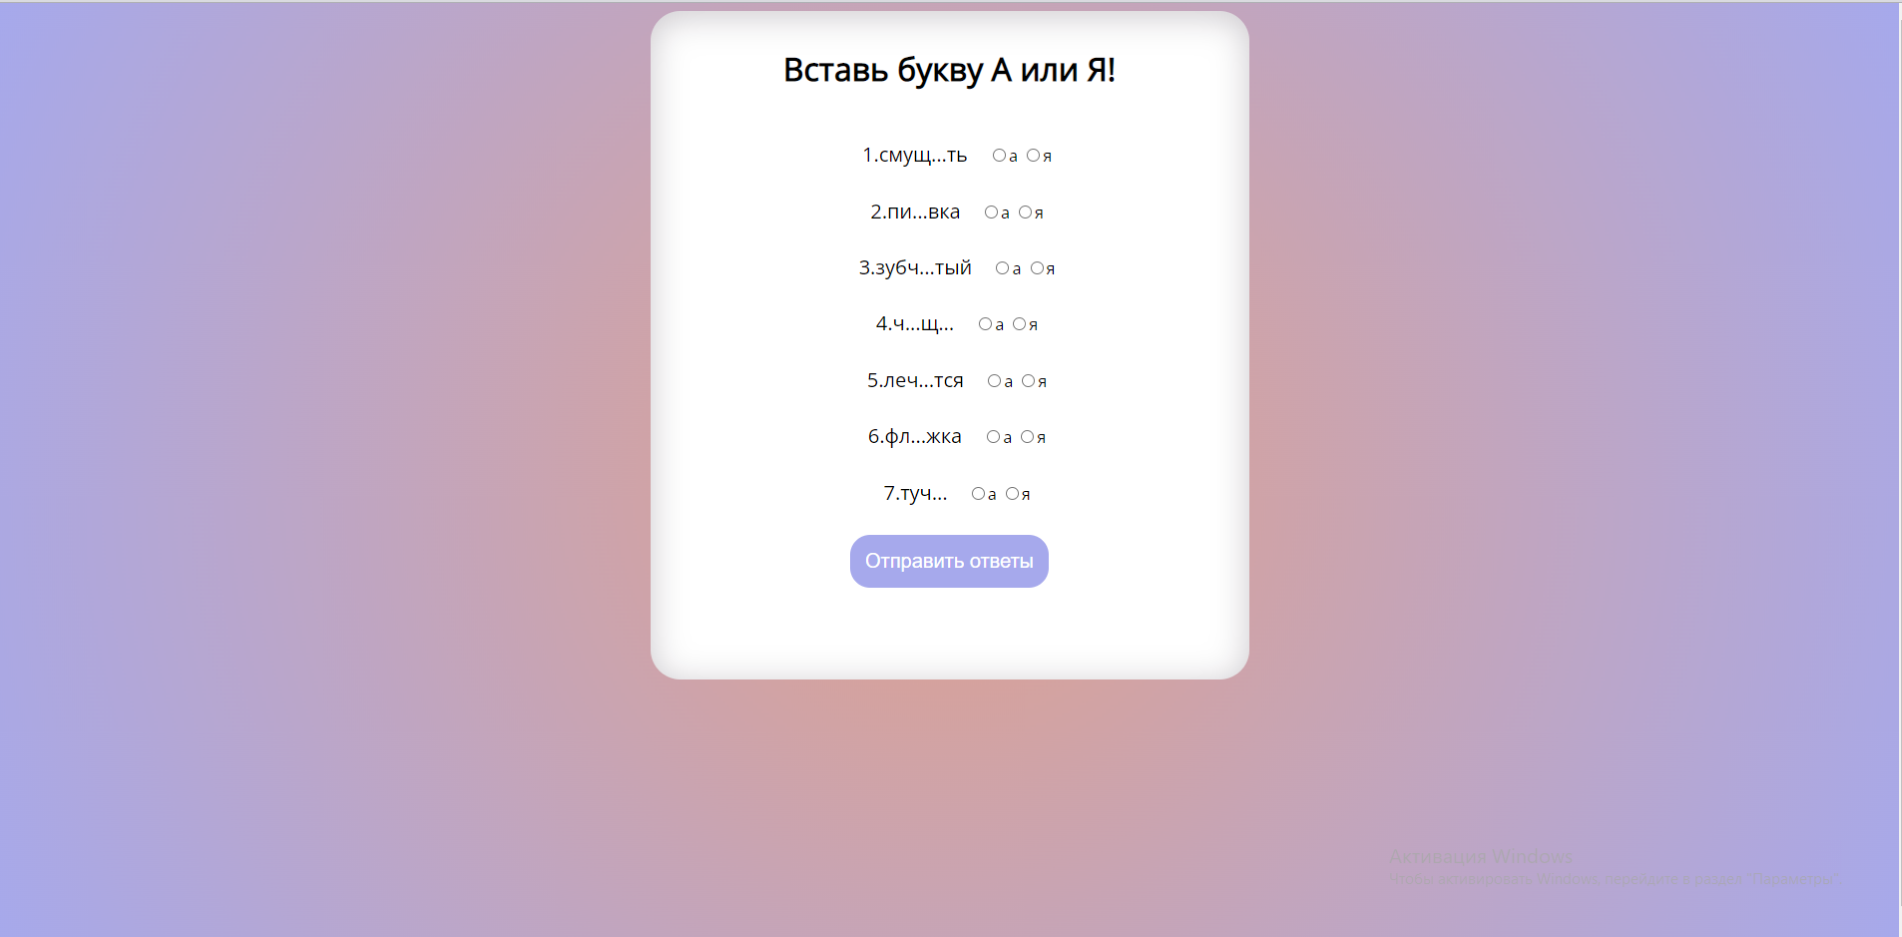 Вставь букву А или Я!
1.смущ...ть а я
2.пи...вка а я
3.зубч...тый а я
4.ч...щ... а я
5.леч...тся а я
6.фл...жка а я
7.туч... а я
Отправить ответы
Активация Windows
Чтобы активировать Windows, перейдите в раздел "Параметры".